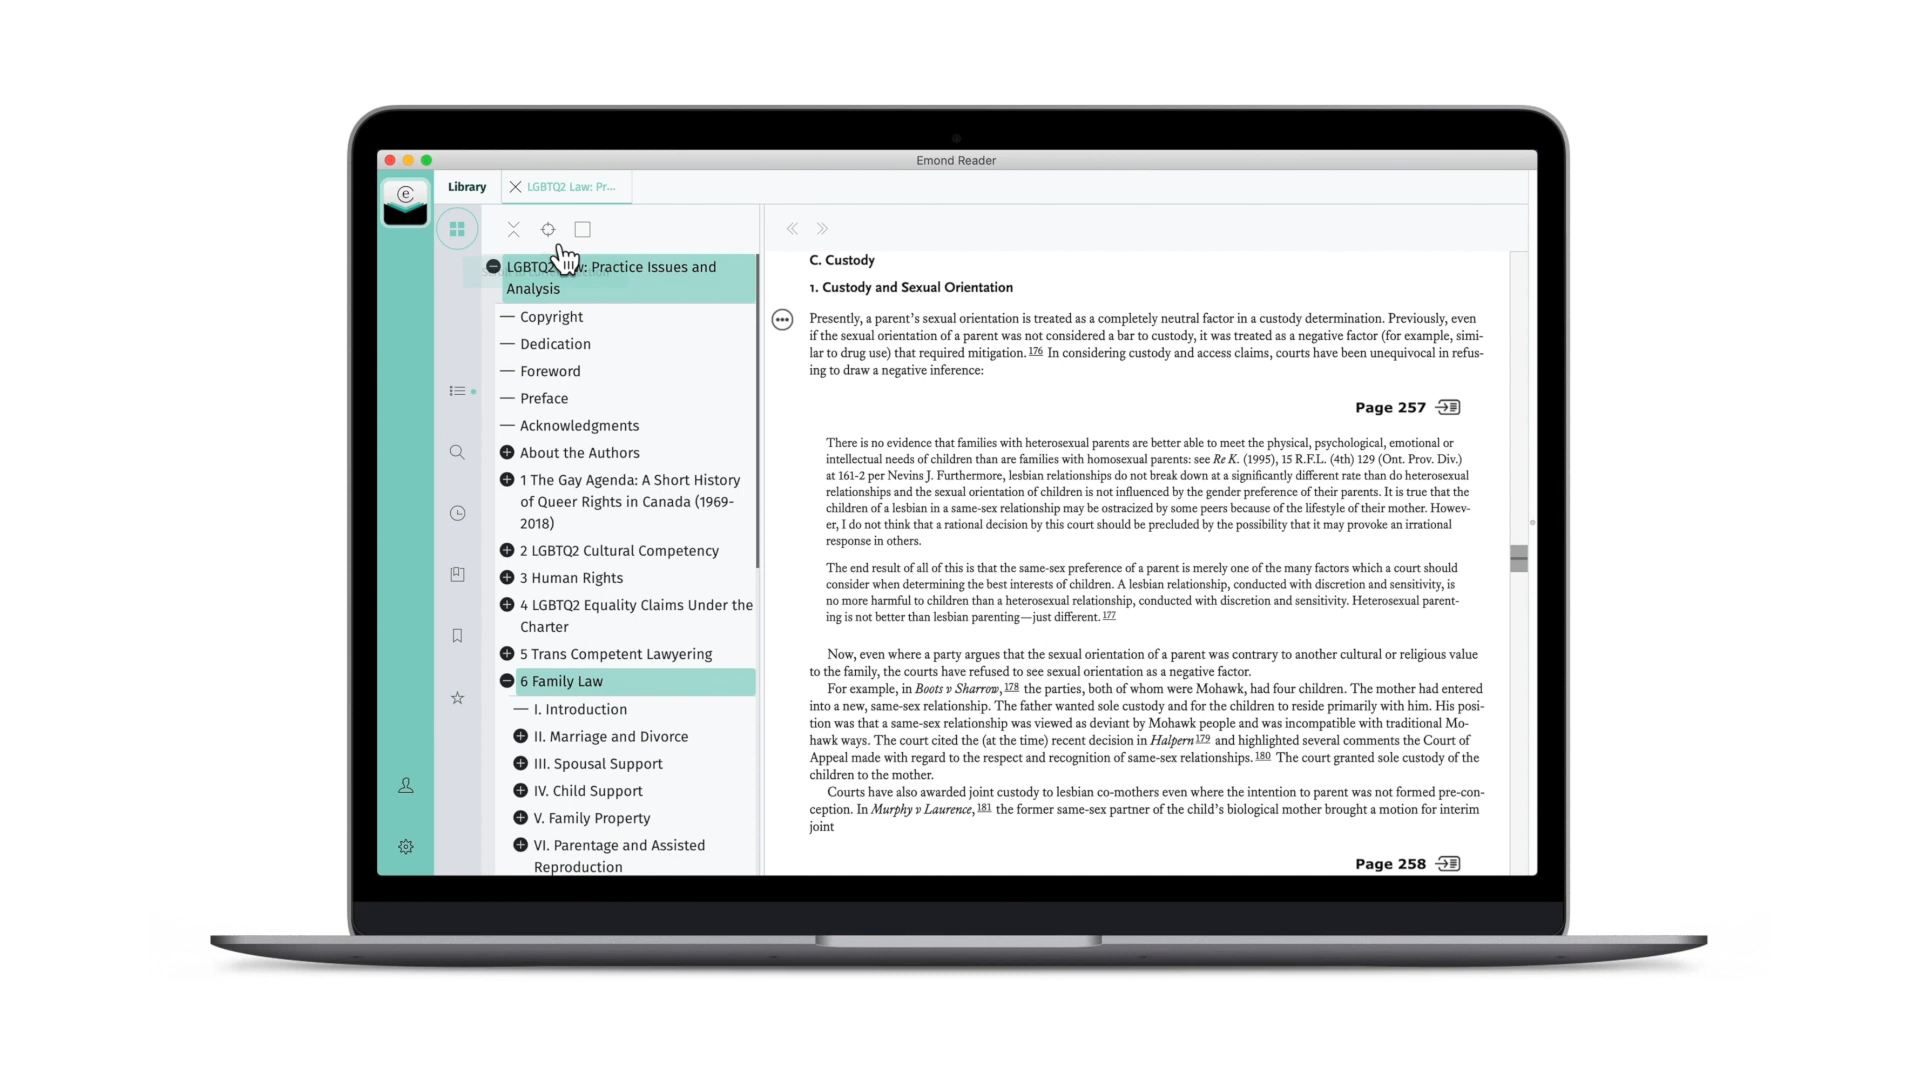 Emond Reader
Library
LGBTQ2 Law: Pr...
LGBTQ2 Law: Practice Issues and
Analysis
Copyright
Dedication
Foreword
Preface
Acknowledgments
About the Authors
1 The Gay Agenda: A Short History
of Queer Rights in Canada (1969-
2018)
2 LGBTQ2 Cultural Competency
3 Human Rights
4 LGBTQ2 Equality Claims Under the
Charter
5 Trans Competent Lawyering
6 Family Law
I. Introduction
II. Marriage and Divorce
III. Spousal Support
IV. Child Support
V. Family Property
VI. Parentage and Assisted
Reproduction
C. Custody
1. Custody and Sexual Orientation
Presently, a parent's sexual orientation is treated as a completely neutral factor in a custody determination. Previously, even
if the sexual orientation of a parent was not considered a bar to custody, it was treated as a negative factor (for example, simi-
lar to drug use) that required mitigation. 176 In considering custody and access claims, courts have been unequivocal in refus-
ing to draw a negative inference:
Page 257
There is no evidence that families with heterosexual parents are better able to meet the physical, psychological, emotional or
intellectual needs of children than are families with homosexual parents: see Re K. (1995), 15 R.F.L. (4th) 129 (Ont. Prov. Div.)
at 161-2 per Nevins J. Furthermore, lesbian relationships do not break down at a significantly different rate than do heterosexual
relationships and the sexual orientation of children is not influenced by the gender preference of their parents. It is true that the
children of a lesbian in a same-sex relationship may be ostracized by some peers because of the lifestyle of their mother. Howev-
er, I do not think that a rational decision by this court should be precluded by the possibility that it may provoke an irrational
response in others.
The end result of all of this is that the same-sex preference of a parent is merely one of the many factors which a court should
consider when determining the best interests of children. A lesbian relationship, conducted with discretion and sensitivity, is
no more harmful to children than a heterosexual relationship, conducted with discretion and sensitivity. Heterosexual parent-
ing is not better than lesbian parenting—just different. 177
Now, even where a party argues that the sexual orientation of a parent was contrary to another cultural or religious value
to the family, the courts have refused to see sexual orientation as a negative factor.
For example, in Boots v Sharrow, 178 the parties, both of whom were Mohawk, had four children. The mother had entered
into a new, same-sex relationship. The father wanted sole custody and for the children to reside primarily with him. His posi-
tion was that a same-sex relationship was viewed as deviant by Mohawk people and was incompatible with traditional Mo-
hawk ways. The court cited the (at the time) recent decision in Halpern 179 and highlighted several comments the Court of
Appeal made with regard to the respect and recognition of same-sex relationships. 180 The court granted sole custody of the
children to the mother.
Courts have also awarded joint custody to lesbian co-mothers even where the intention to parent was not formed pre-con-
ception. In Murphy v Laurence, 181 the former same-sex partner of the child's biological mother brought a motion for interim
joint
Page 258